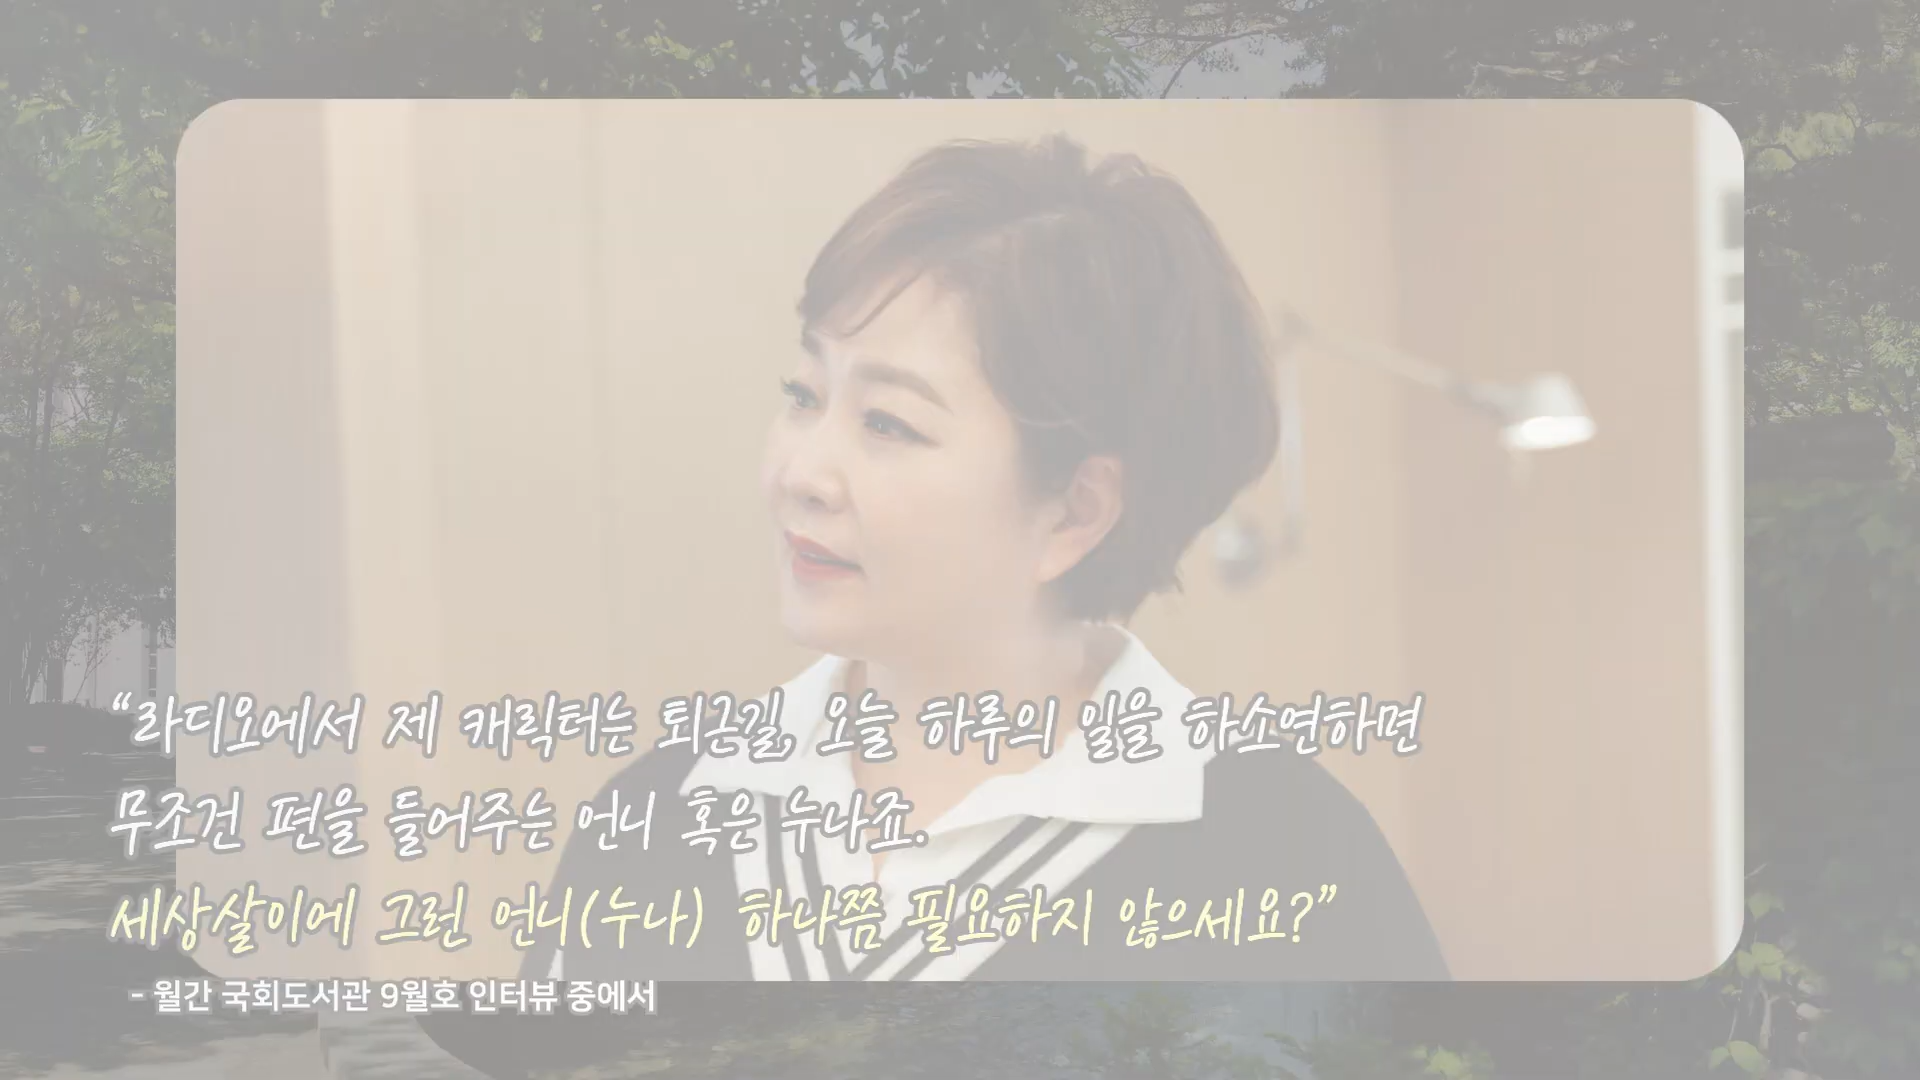 “라디오에서 제 캐릭터는 퇴근길, 오늘 하루의 일을 하소연하면
무조건 편을 들어주는 언니 혹은 누나죠.
세상살이에 그런 언니(누나) 하나쯤 필요하지 않으세요?”
- 월간 국회도서관 9월호 인터뷰 중에서